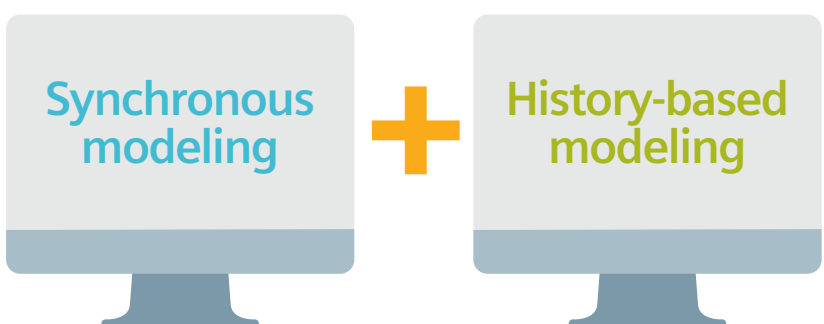 Synchronous
modeling
+
History-based
modeling